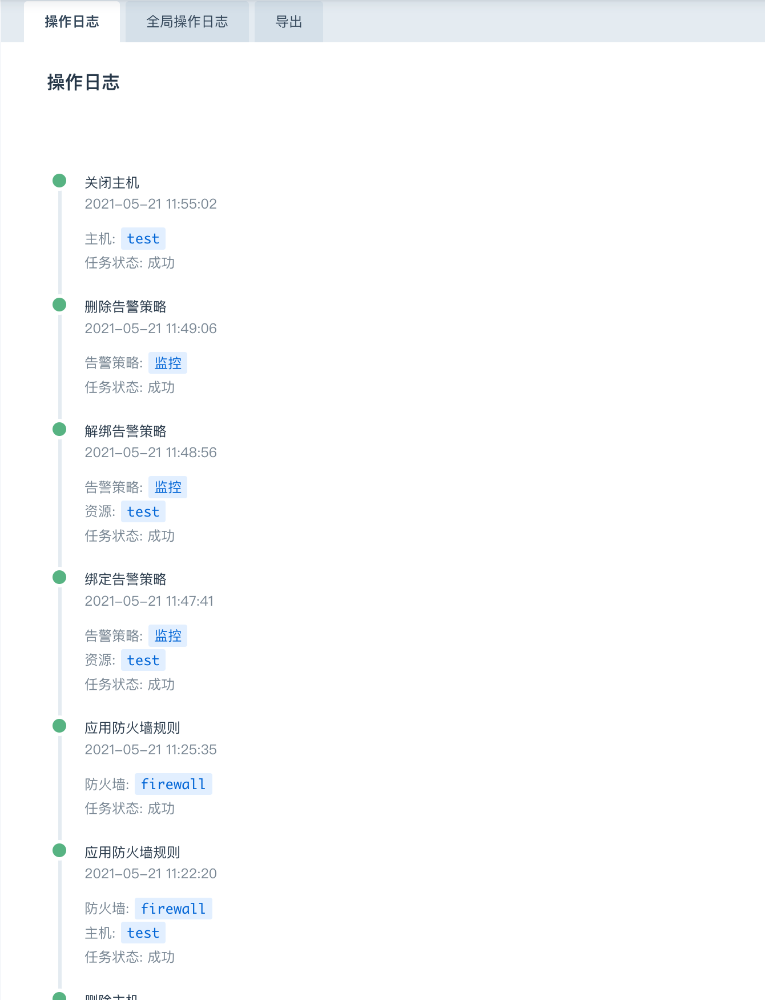 操作日志 全局操作日志 导出
操作日志
关闭主机
2021-05-21 11:55:02
主机: test
任务状态: 成功
删除告警策略
2021-05-21 11:49:06
告警策略: 监控
任务状态: 成功
解绑告警策略
2021-05-21 11:48:56
告警策略: 监控
资源: test
任务状态: 成功
绑定告警策略
2021-05-21 11:47:41
告警策略: 监控
资源: test
任务状态: 成功
应用防火墙规则
2021-05-21 11:25:35
防火墙: firewall
任务状态: 成功
应用防火墙规则
2021-05-21 11:22:20
防火墙: firewall
主机: test
任务状态: 成功
删除主机